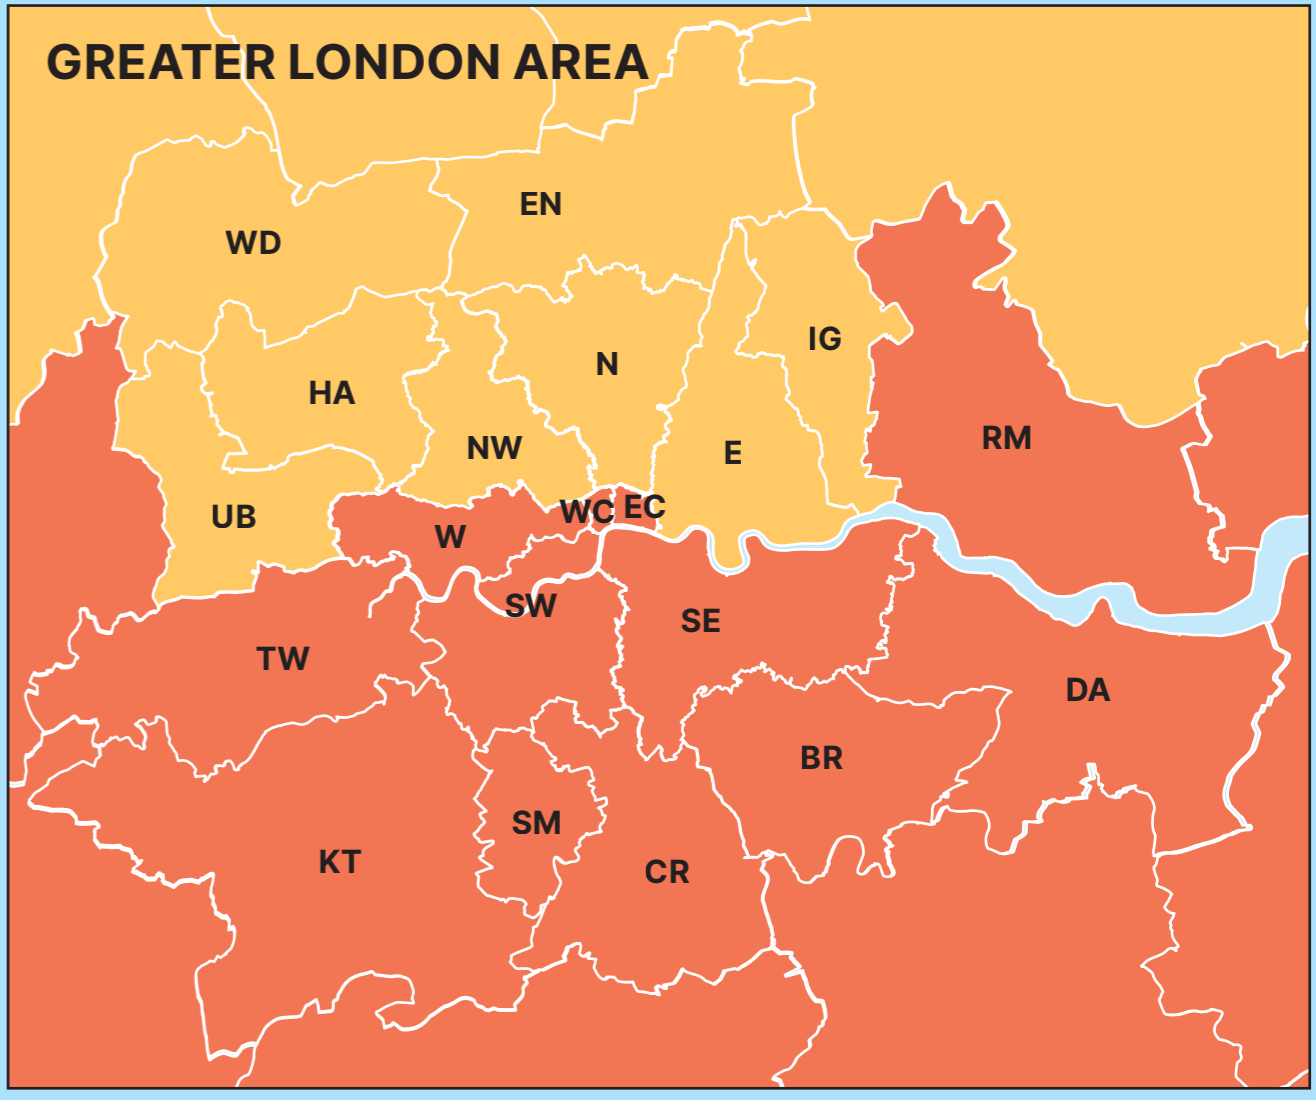 GREATER LONDON AREA
EN
WD
IG
N
HA
RM
NW
E
EC
WC
UB
W
SW
SE
TW
DA
BR
SM
KT
CR